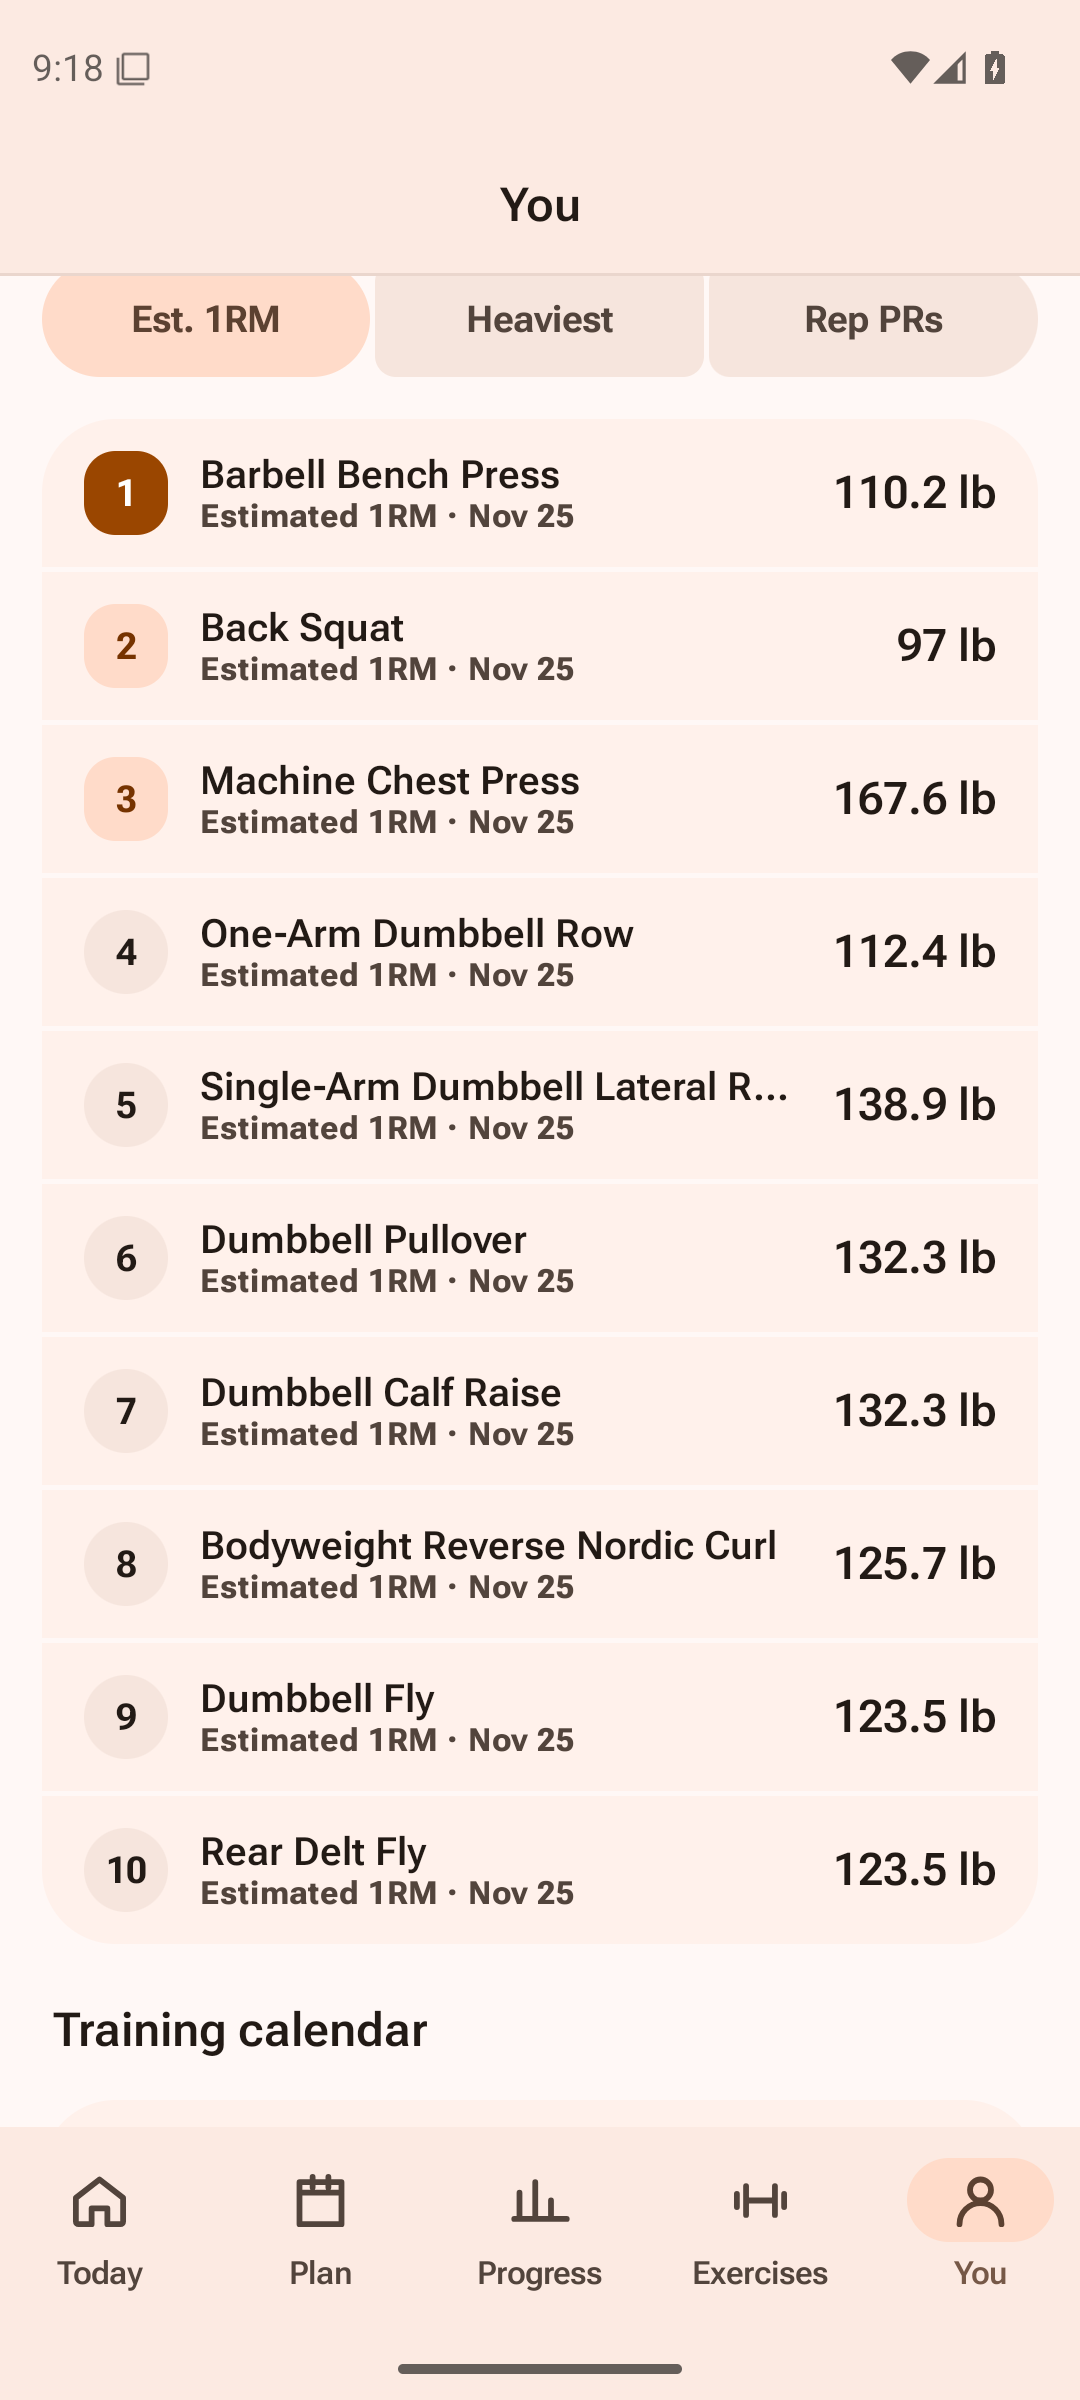 9:18
You
Est. 1RM
Heaviest
Rep PRs
1
Barbell Bench Press
Estimated 1RM · Nov 25
110.2 lb
2
Back Squat
Estimated 1RM · Nov 25
97 lb
3
Machine Chest Press
Estimated 1RM · Nov 25
167.6 lb
4
One-Arm Dumbbell Row
Estimated 1RM · Nov 25
112.4 lb
5
Single-Arm Dumbbell Lateral R...
Estimated 1RM · Nov 25
138.9 lb
6
Dumbbell Pullover
Estimated 1RM · Nov 25
132.3 lb
7
Dumbbell Calf Raise
Estimated 1RM · Nov 25
132.3 lb
8
Bodyweight Reverse Nordic Curl
Estimated 1RM · Nov 25
125.7 lb
9
Dumbbell Fly
Estimated 1RM · Nov 25
123.5 lb
10
Rear Delt Fly
Estimated 1RM · Nov 25
123.5 lb
Training calendar
Today
Plan
Progress
Exercises
You